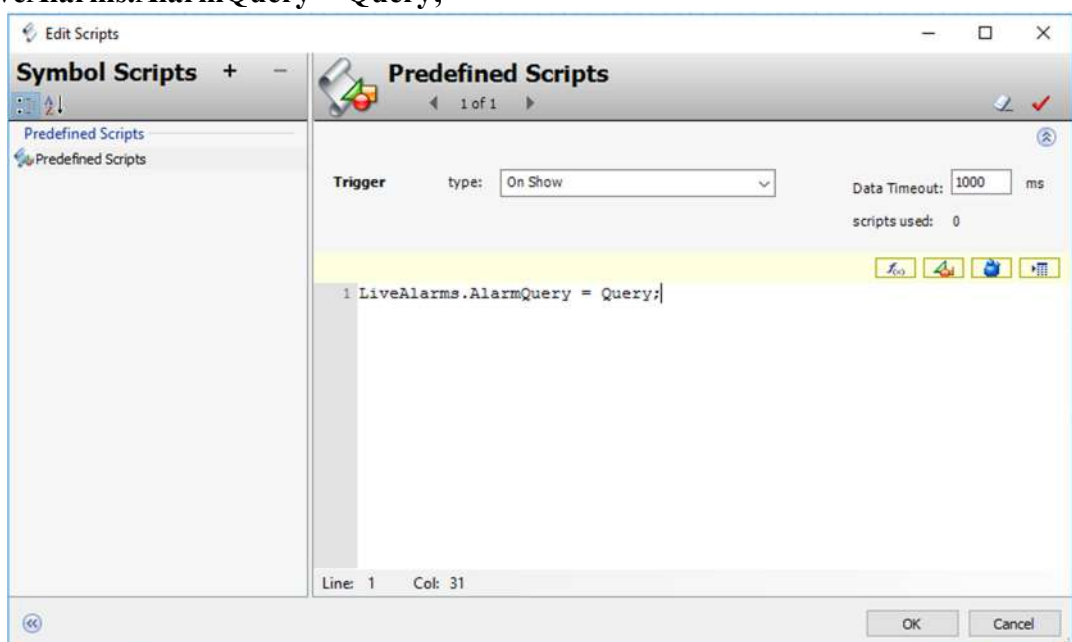 Edit Scripts
Symbol Scripts + −
Predefined Scripts
1 of 1
Predefined Scripts
Predefined Scripts
Trigger type: On Show Data Timeout: 1000 ms
scripts used: 0
1 LiveAlarms.AlarmQuery = Query;
Line: 1 Col: 31
OK Cancel